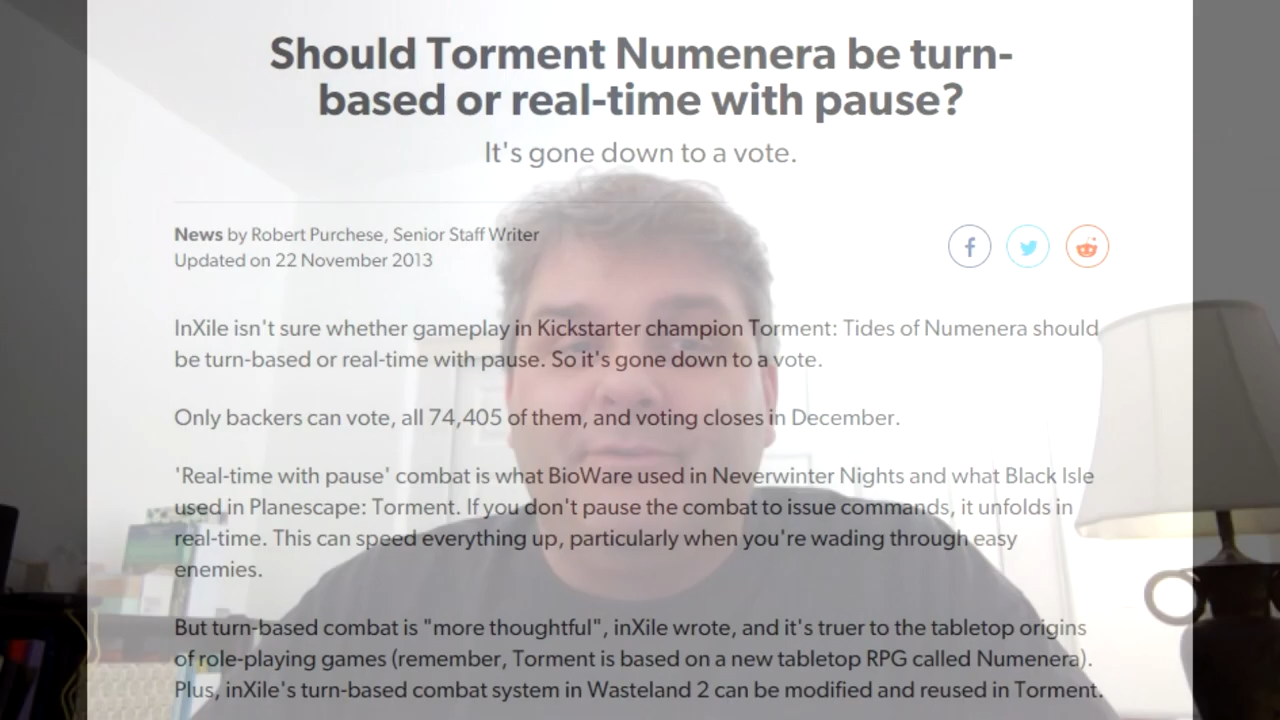 Should Torment Numenera be turn-
based or real-time with pause?
It's gone down to a vote.
News by Robert Purchese, Senior Staff Writer
Updated on 22 November 2013
InXile isn't sure whether gameplay in Kickstarter champion Torment: Tides of Numenera should
be turn-based or real-time with pause. So it's gone down to a vote.
Only backers can vote, all 74,405 of them, and voting closes in December.
'Real-time with pause' combat is what BioWare used in Neverwinter Nights and what Black Isle
used in Planescape: Torment. If you don't pause the combat to issue commands, it unfolds in
real-time. This can speed everything up, particularly when you're wading through easy
enemies.
But turn-based combat is "more thoughtful", inXile wrote, and it's truer to the tabletop origins
of role-playing games (remember, Torment is based on a new tabletop RPG called Numenera).
Plus, inXile's turn-based combat system in Wasteland 2 can be modified and reused in Torment.